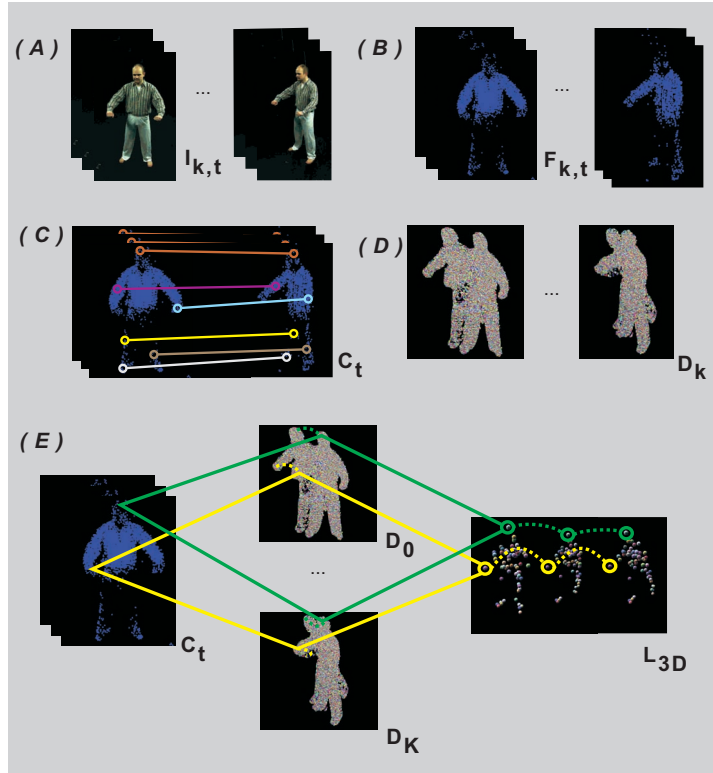 ( A )
...
I k,t
( B )
...
F k,t
( C )
C t
( D )
...
D k
( E )
D 0
...
C t
D K
L 3D